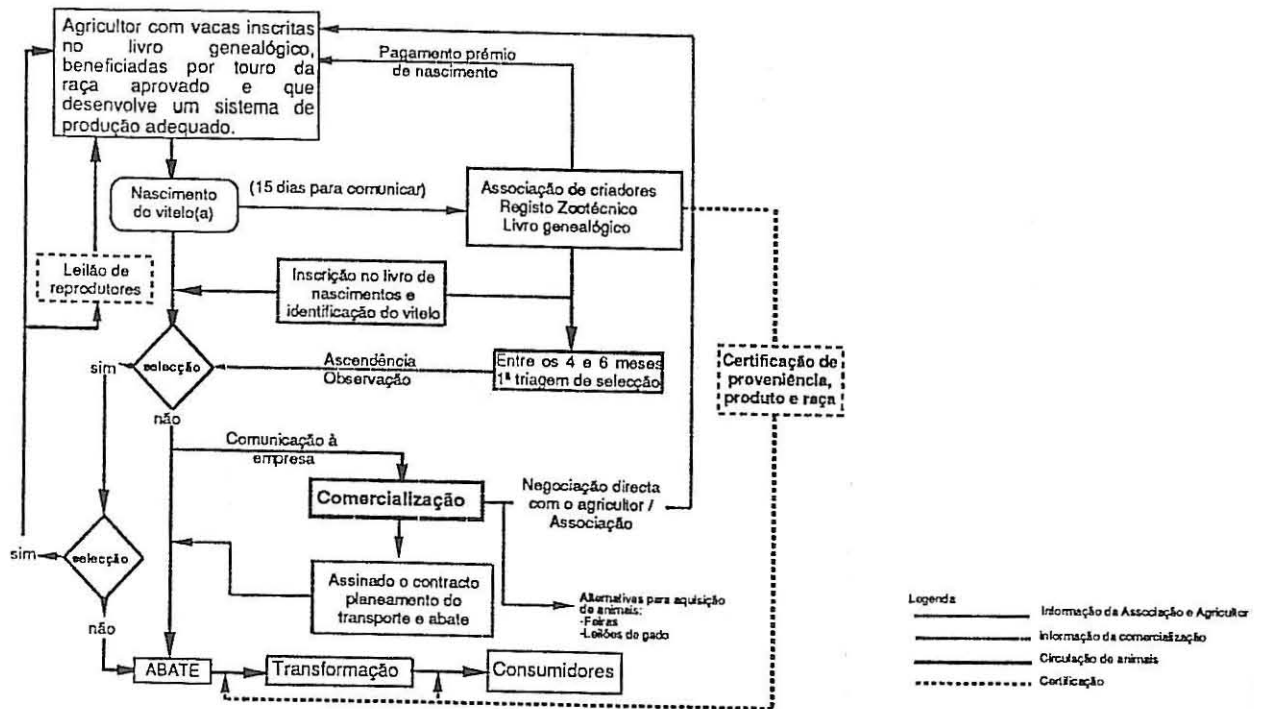 Agricultor com vacas inscritas
no livro genealógico,
beneficiadas por touro da
raça aprovado e que
desenvolve um sistema de
produção adequado.
Pagamento prémio
de nascimento
Nascimento
do vitelo(a)
(15 dias para comunicar)
Associação de criadores
Registo Zootécnico
Livro genealógico
Leilão de
reprodutores
Inscrição no livro de
nascimentos e
identificação do vitelo
sim
selecção
Ascendência
Observação
Entre os 4 e 6 meses
1ª triagem de selecção
Certificação de
proveniência,
produto e raça
não
Comunicação à
empresa
Comercialização
Negociação directa
com o agricultor /
Associação
sim
selecção
Assinado o contracto
planeamento do
transporte e abate
Alternativas para aquisição
de animais:
-Feiras
-Leilões de gado
não
ABATE
Transformação
Consumidores
Legenda
Informação da Associação e Agricultor
Informação da comercialização
Circulação de animais
Certificação